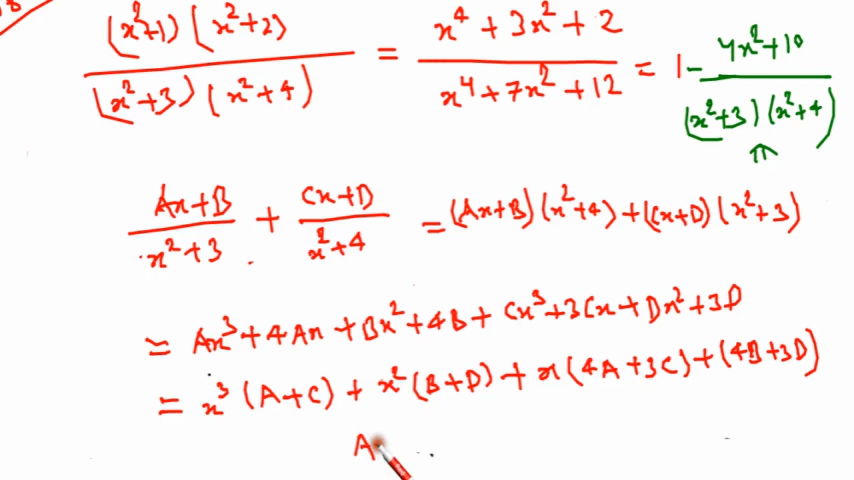 (x²+1)(x²+2) / (x²+3)(x²+4) = x⁴+3x²+2 / x⁴+7x²+12 = 1 - 4x²+10 / (x²+3)(x²+4)
Ax+B / x²+3 + Cx+D / x²+4 = (Ax+B)(x²+4)+(Cx+D)(x²+3)
= Ax³+4Ax+Bx²+4B+Cx³+3Cx+Dx²+3D
= x³(A+C)+x²(B+D)+x(4A+3C)+(4B+3D)
A